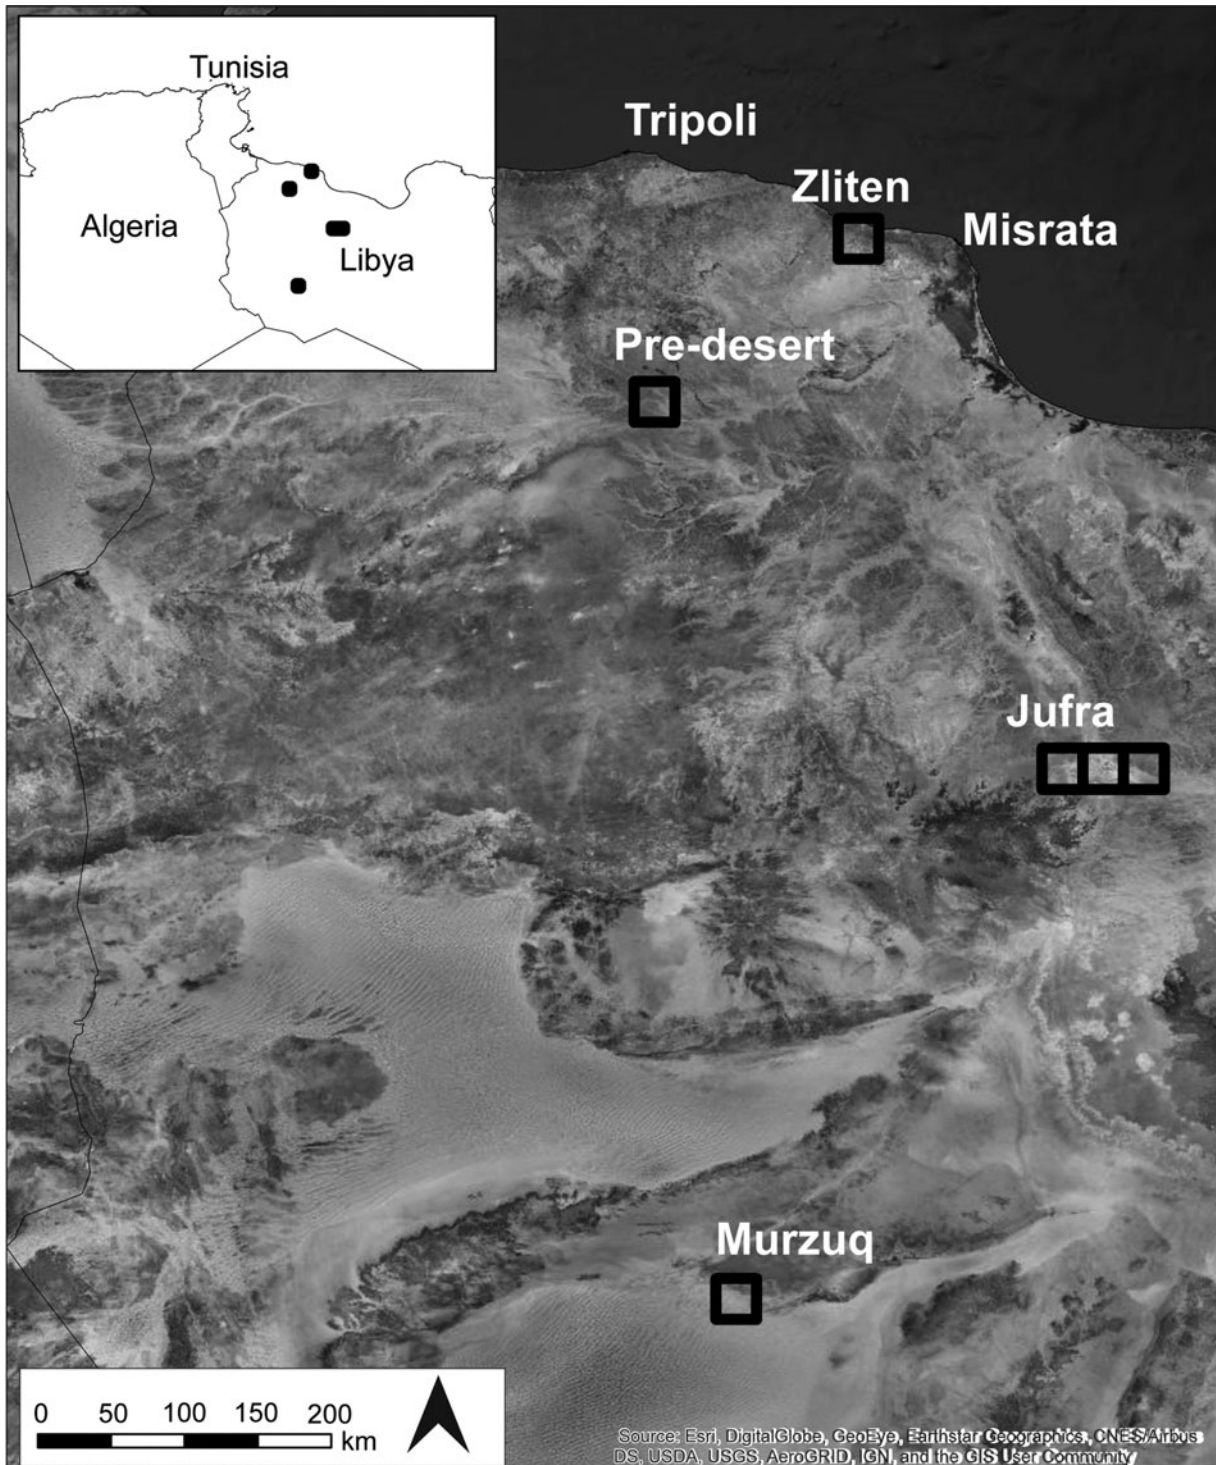 Tunisia
Algeria
Libya
Tripoli
Zliten
Misrata
Pre-desert
Jufra
Murzuq
0 50 100 150 200
km
Source: Esri, DigitalGlobe, GeoEye, Earthstar Geographics, CNES/Airbus
DS, USDA, USGS, AeroGRID, IGN, and the GIS User Community